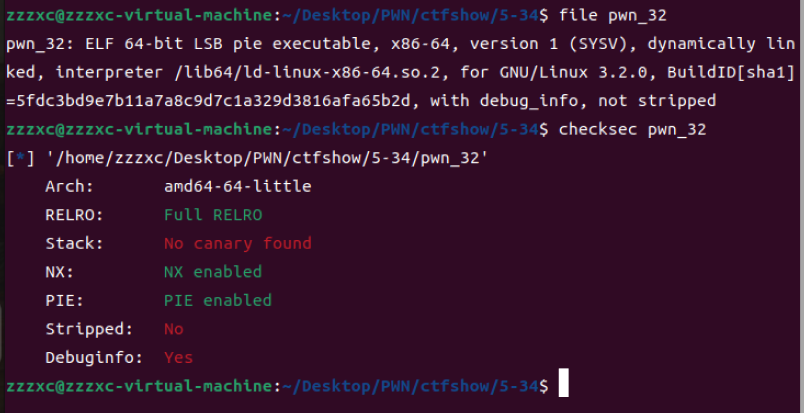 zzzxc@zzzxc-virtual-machine:~/Desktop/PWN/ctfshow/5-34$ file pwn_32
pwn_32: ELF 64-bit LSB pie executable, x86-64, version 1 (SYSV), dynamically lin
ked, interpreter /lib64/ld-linux-x86-64.so.2, for GNU/Linux 3.2.0, BuildID[sha1]
=5fdc3bd9e7b11a7a8c9d7c1a329d3816afa65b2d, with debug_info, not stripped
zzzxc@zzzxc-virtual-machine:~/Desktop/PWN/ctfshow/5-34$ checksec pwn_32
[*] '/home/zzzxc/Desktop/PWN/ctfshow/5-34/pwn_32'
    Arch:       amd64-64-little
    RELRO:      Full RELRO
    Stack:      No canary found
    NX:         NX enabled
    PIE:        PIE enabled
    Stripped:   No
    Debuginfo:  Yes
zzzxc@zzzxc-virtual-machine:~/Desktop/PWN/ctfshow/5-34$